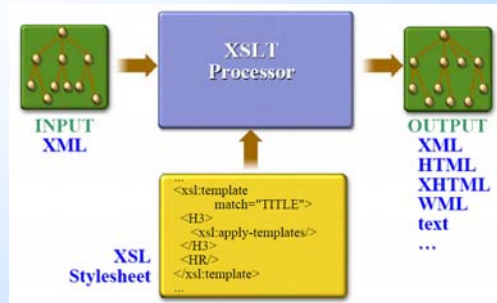 XSLT
Processor
INPUT
XML
OUTPUT
XML
HTML
XHTML
WML
text
...
XSL
Stylesheet
...
<xsl:template
match="TITLE">
<H3>
<xsl:apply-templates/>
</H3>
<HR/>
</xsl:template>
...